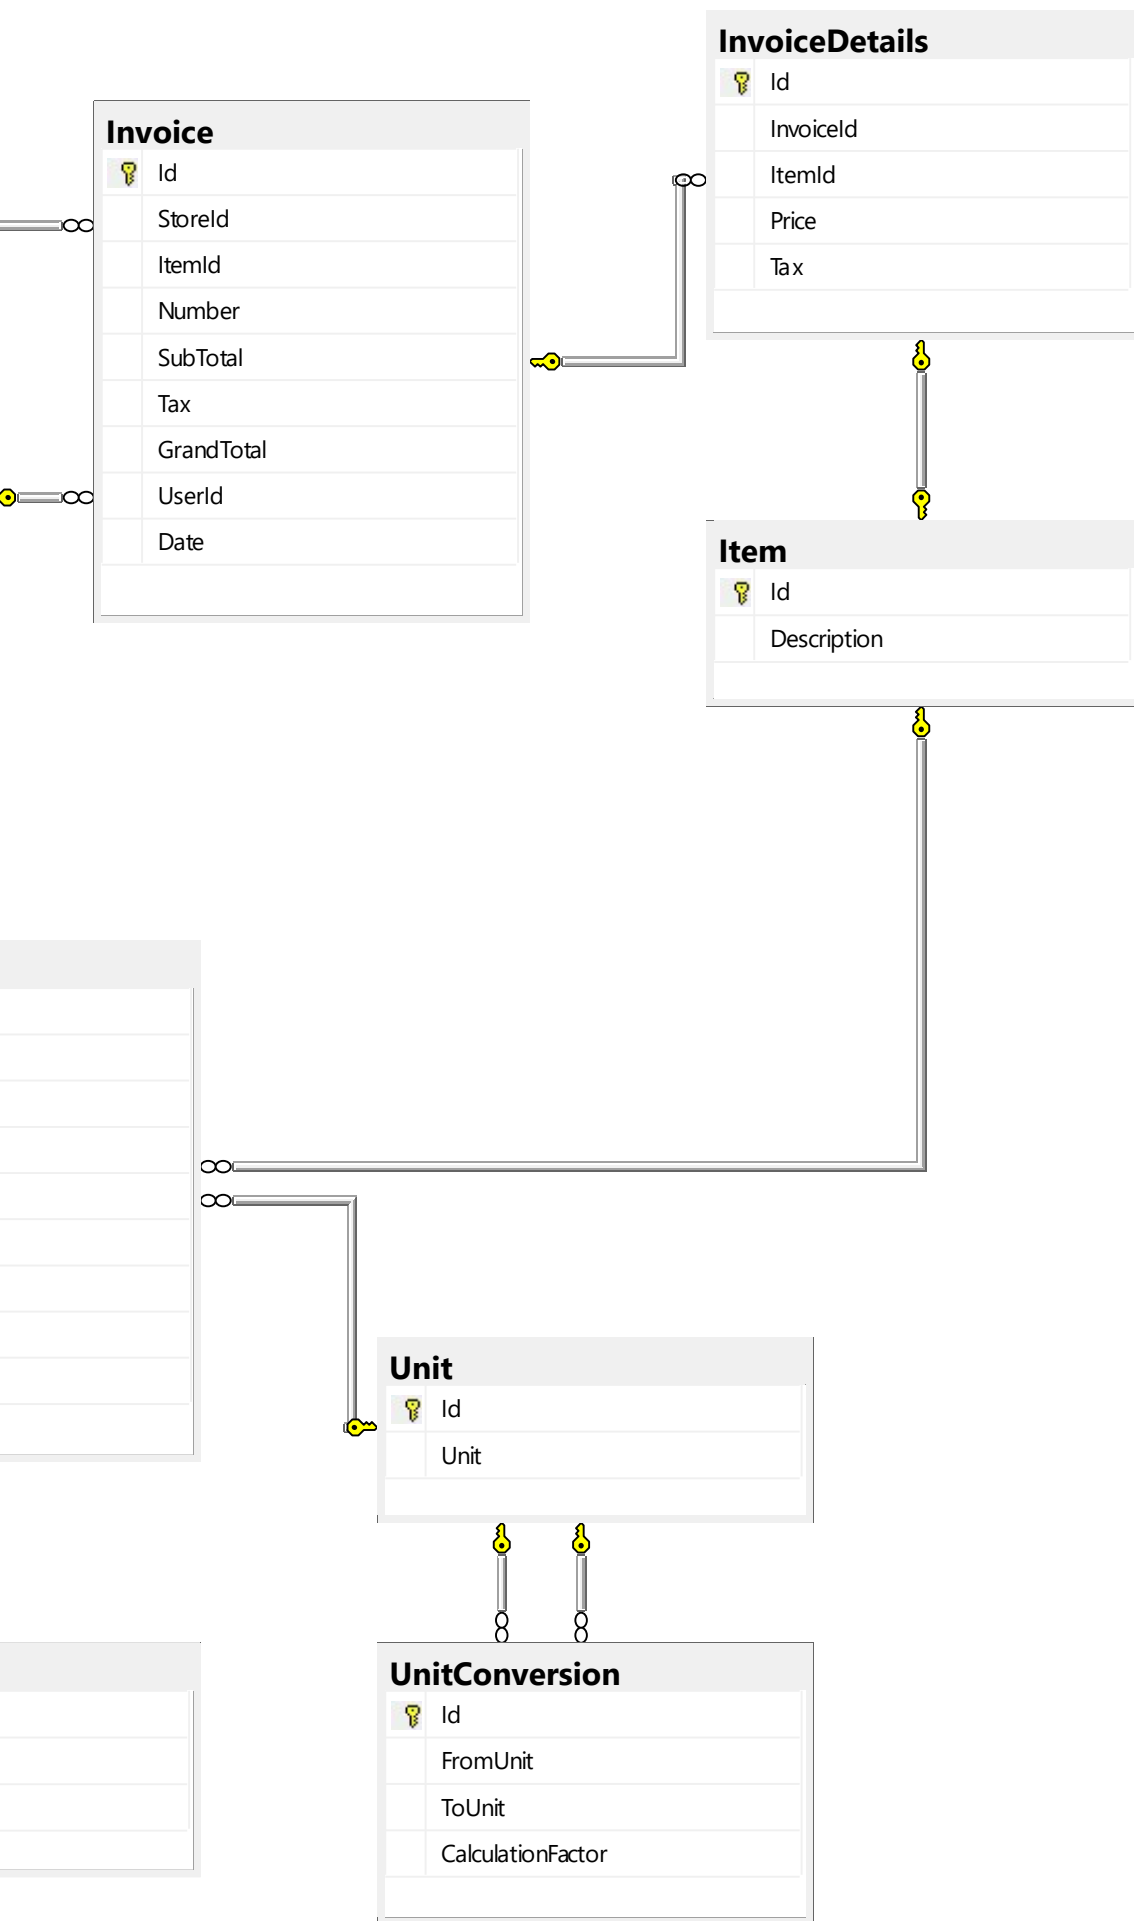 InvoiceDetails
Id
InvoiceId
ItemId
Price
Tax
Invoice
Id
StoreId
ItemId
Number
SubTotal
Tax
GrandTotal
UserId
Date
Item
Id
Description
Unit
Id
Unit
UnitConversion
Id
FromUnit
ToUnit
CalculationFactor